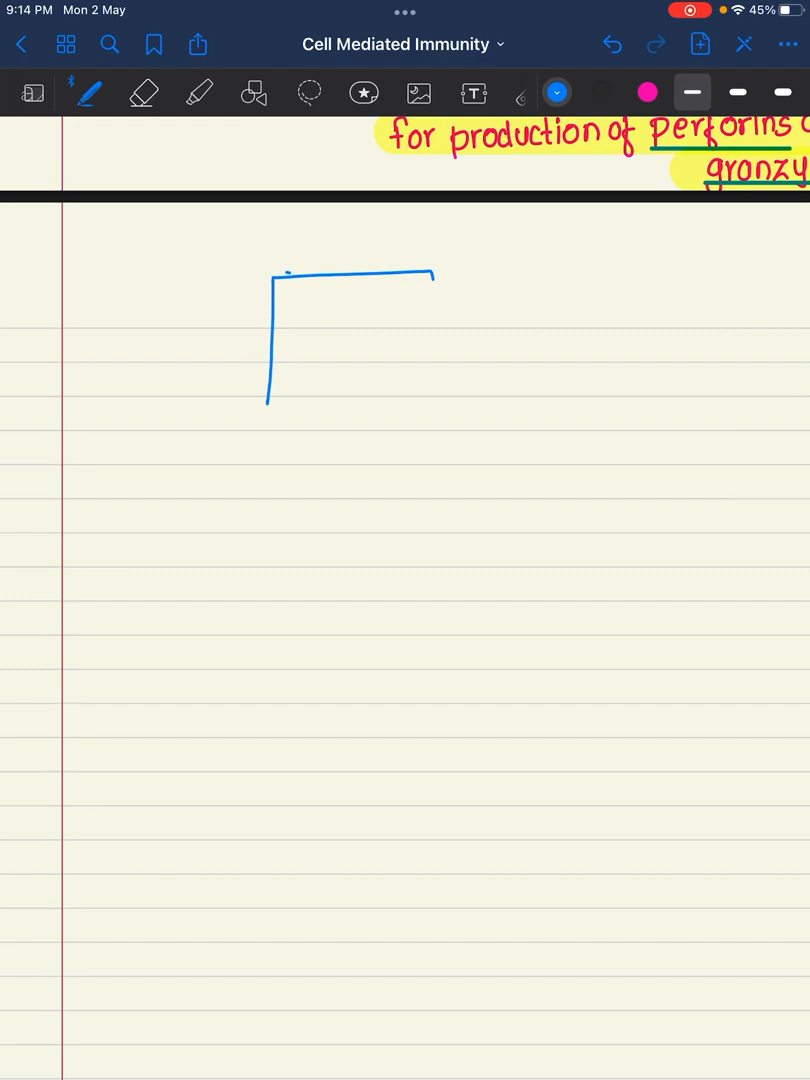 9:14 PM Mon 2 May
45%
Cell Mediated Immunity
T
for production of perforins